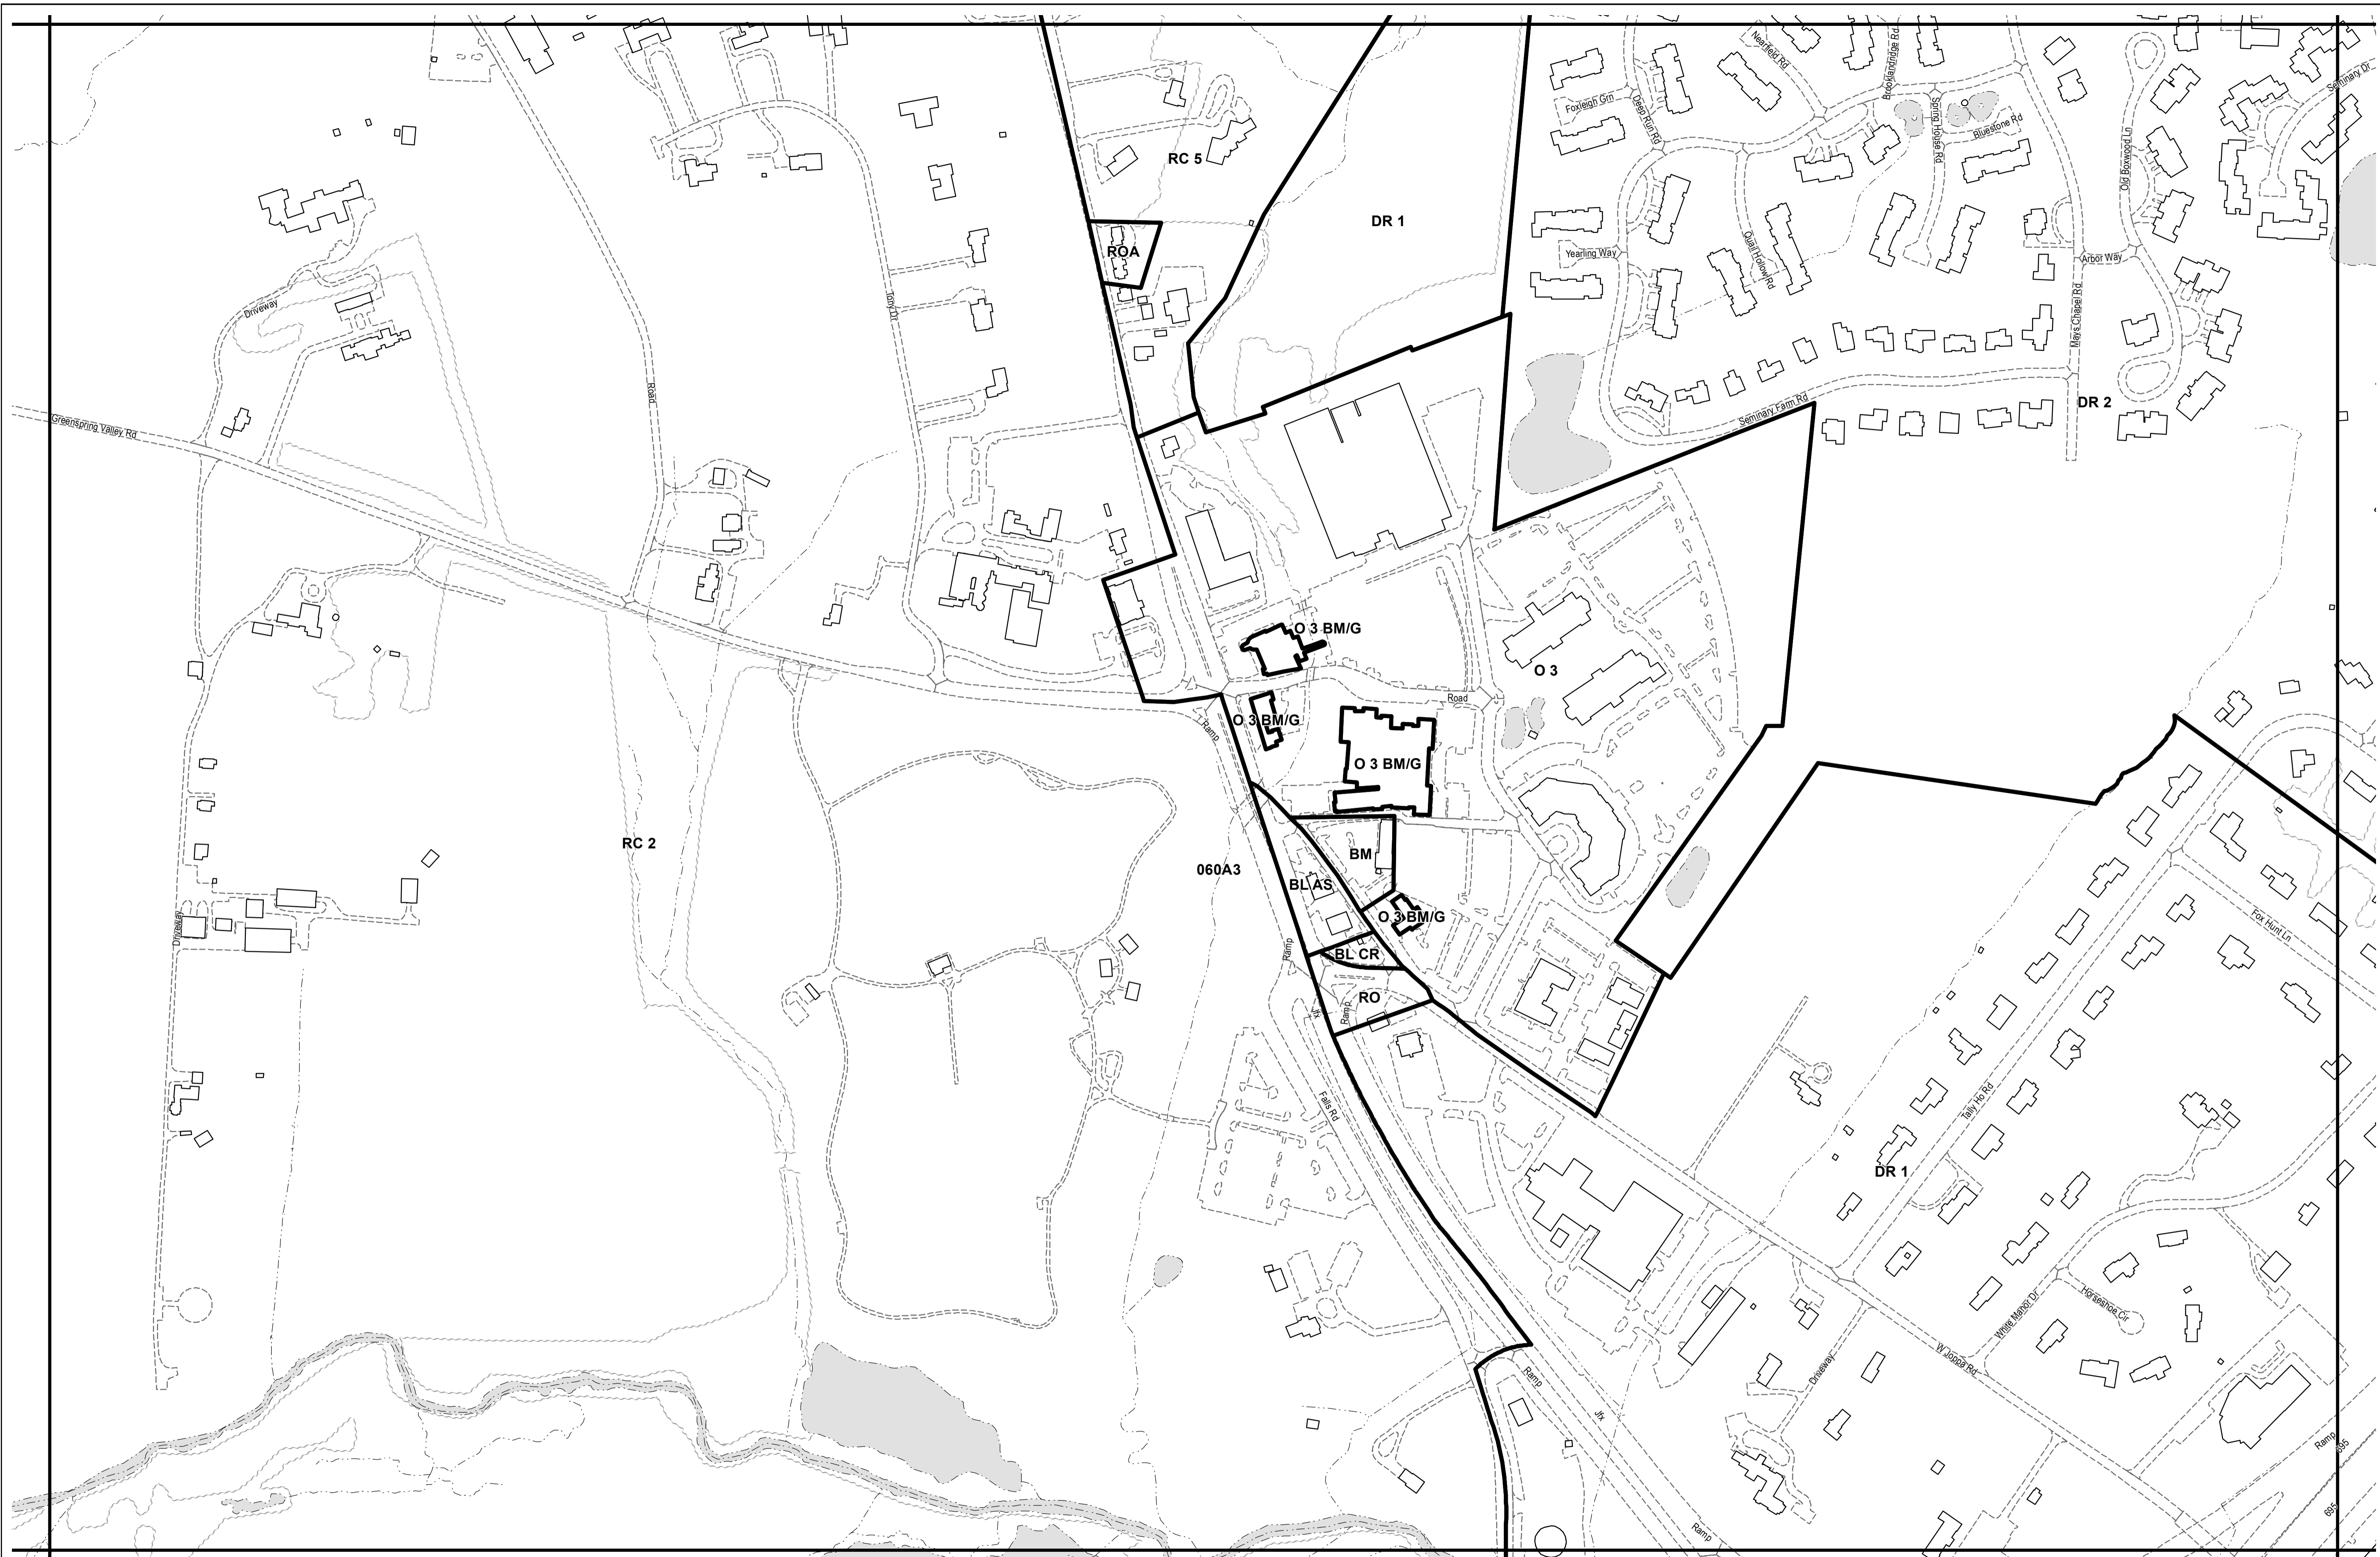 Nearfield Rd
Brooklandridge Rd
Seminary Dr
Foxleigh Grn
Deep Run Rd
Spring House Rd
Bluestone Rd
Old Boxwood Ln
RC 5
DR 1
ROA
Yearling Way
Quail Hollow Rd
Arbor Way
Driveway
Tony Dr
Mays Chapel Rd
Road
Seminary Farm Rd
DR 2
Greenspring Valley Rd
O 3 BM/G
O 3
Road
O 3 BM/G
Ramp
O 3 BM/G
RC 2
060A3
BM
BL AS
O 3 BM/G
Driveway
Fox Hunt Ln
Ramp
BL CR
RO
Jfx
Ramp
Falls Rd
Tally Ho Rd
DR 1
White Manor Dr
Horseshoe Cir
W Joppa Rd
Ramp
Driveway
Jfx
Ramp
695
695
Ramp